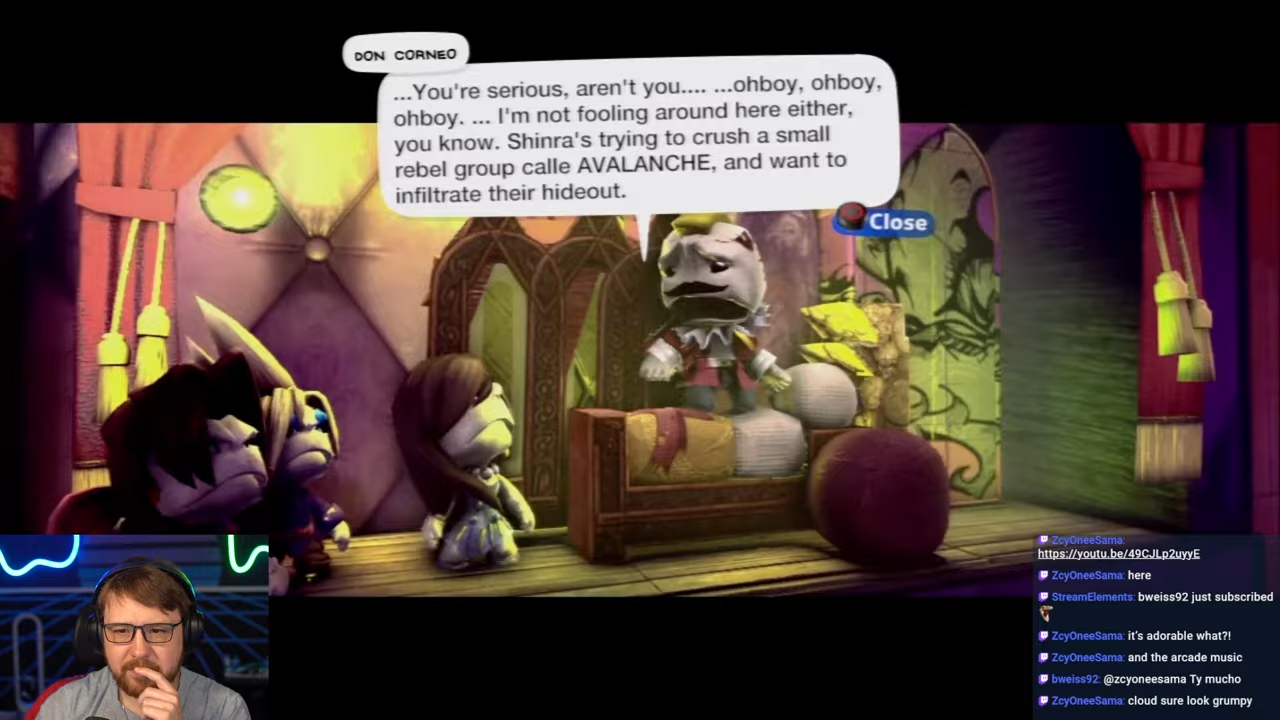 DON CORNEO
...You're serious, aren't you.... ...ohboy, ohboy,
ohboy. ... I'm not fooling around here either,
you know. Shinra's trying to crush a small
rebel group calle AVALANCHE, and want to
infiltrate their hideout.
Close
ZcyOneeSama:
https://youtu.be/49CJLp2uyyE
ZcyOneeSama: here
StreamElements: bweiss92 just subscribed
ZcyOneeSama: it's adorable what?!
ZcyOneeSama: and the arcade music
bweiss92: @zcyoneesama Ty mucho
ZcyOneeSama: cloud sure look grumpy